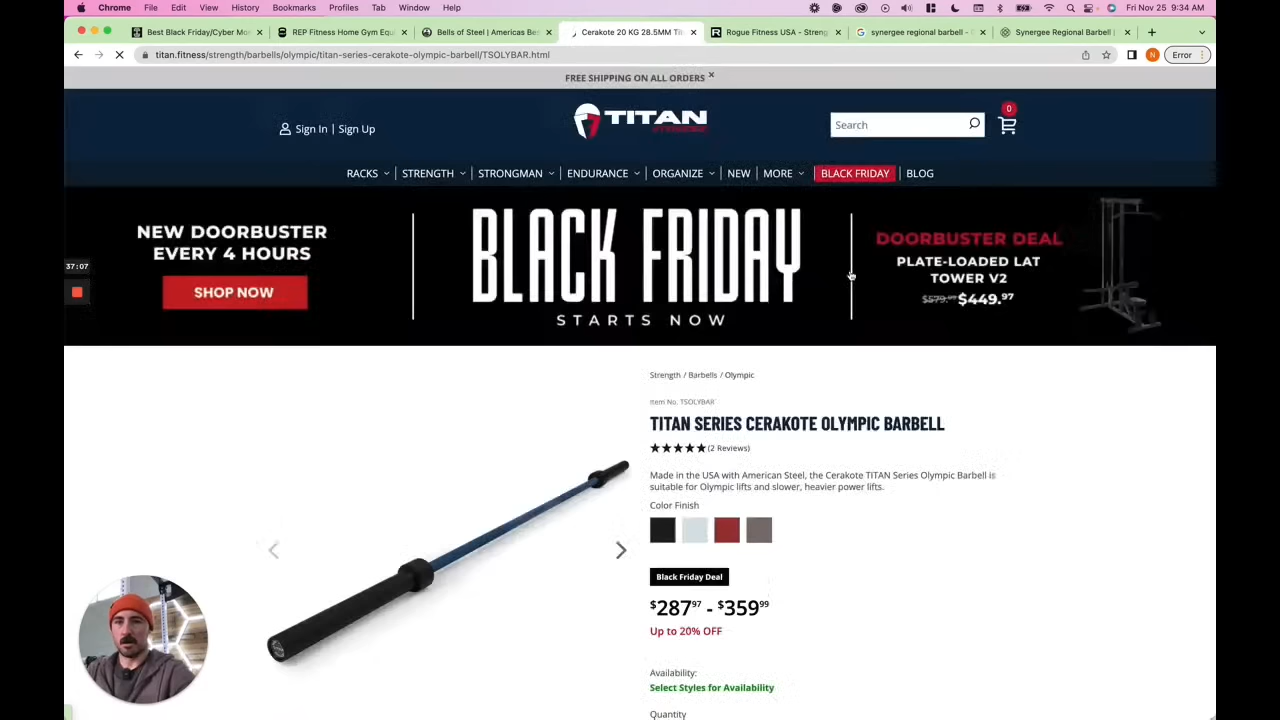 Chrome File Edit View History Bookmarks Profiles Tab Window Help Fri Nov 25 9:34 AM
Best Black Friday/Cyber Mon REP Fitness Home Gym Equi Bells of Steel | Americas Bes Cerakote 20 KG 28.5MM Tit Rogue Fitness USA - Streng synergee regional barbell - Synergee Regional Barbell |
titan.fitness/strength/barbells/olympic/titan-series-cerakote-olympic-barbell/TSOLYBAR.html N Error
FREE SHIPPING ON ALL ORDERS ×
Sign In | Sign Up
TITAN
FITNESS
Search
0
RACKS STRENGTH STRONGMAN ENDURANCE ORGANIZE NEW MORE BLACK FRIDAY BLOG
NEW DOORBUSTER
EVERY 4 HOURS
SHOP NOW
BLACK FRIDAY
STARTS NOW
DOORBUSTER DEAL
PLATE-LOADED LAT
TOWER V2
$579.99 $449.97
37:07
Strength / Barbells / Olympic
Item No. TSOLYBAR
TITAN SERIES CERAKOTE OLYMPIC BARBELL
★★★★★ (2 Reviews)
Made in the USA with American Steel, the Cerakote TITAN Series Olympic Barbell is
suitable for Olympic lifts and slower, heavier power lifts.
Color Finish
Black Friday Deal
$287.97 - $359.99
Up to 20% OFF
Availability:
Select Styles for Availability
Quantity